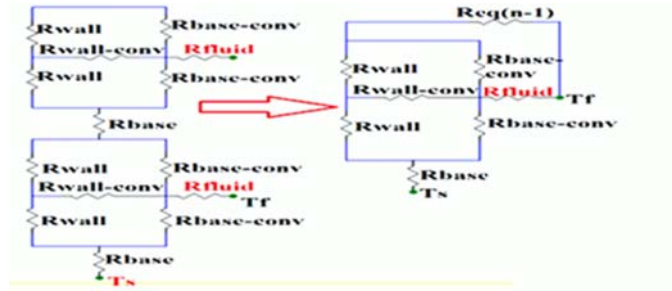 Rwall Rbase-conv
Rwall-conv Rfluid
Rwall Rbase-conv
Rbase
Rwall Rbase-conv
Rwall-conv Rfluid
Tf
Rwall Rbase-conv
Rbase
Ts
Req(n-1)
Rwall Rbase-
conv
Rwall-conv Rfluid Tf
Rwall Rbase-conv
Rbase
Ts